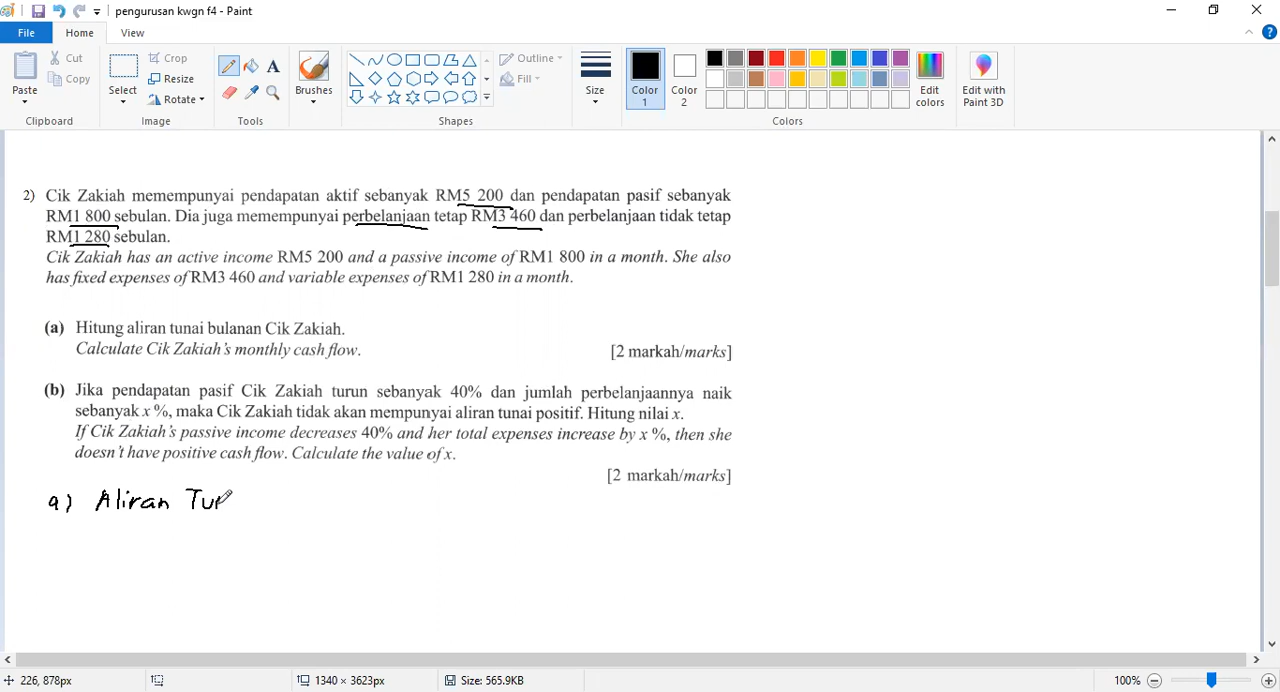 pengurusan kwgn f4 - Paint
File Home View
Paste
Cut
Copy
Clipboard
Select
Crop
Resize
Rotate
Image
A
Tools
Brushes
Shapes
Outline
Fill
Size
Color 1
Color 2
Colors
Edit colors
Edit with Paint 3D
2) Cik Zakiah memempunyai pendapatan aktif sebanyak RM5 200 dan pendapatan pasif sebanyak
RM1 800 sebulan. Dia juga memempunyai perbelanjaan tetap RM3 460 dan perbelanjaan tidak tetap
RM1 280 sebulan.
Cik Zakiah has an active income RM5 200 and a passive income of RM1 800 in a month. She also
has fixed expenses of RM3 460 and variable expenses of RM1 280 in a month.
(a) Hitung aliran tunai bulanan Cik Zakiah.
Calculate Cik Zakiah's monthly cash flow. [2 markah/marks]
(b) Jika pendapatan pasif Cik Zakiah turun sebanyak 40% dan jumlah perbelanjaannya naik
sebanyak x %, maka Cik Zakiah tidak akan mempunyai aliran tunai positif. Hitung nilai x.
If Cik Zakiah's passive income decreases 40% and her total expenses increase by x %, then she
doesn't have positive cash flow. Calculate the value of x.
[2 markah/marks]
a) Aliran Tur
226, 878px 1340 × 3623px Size: 565.9KB 100%